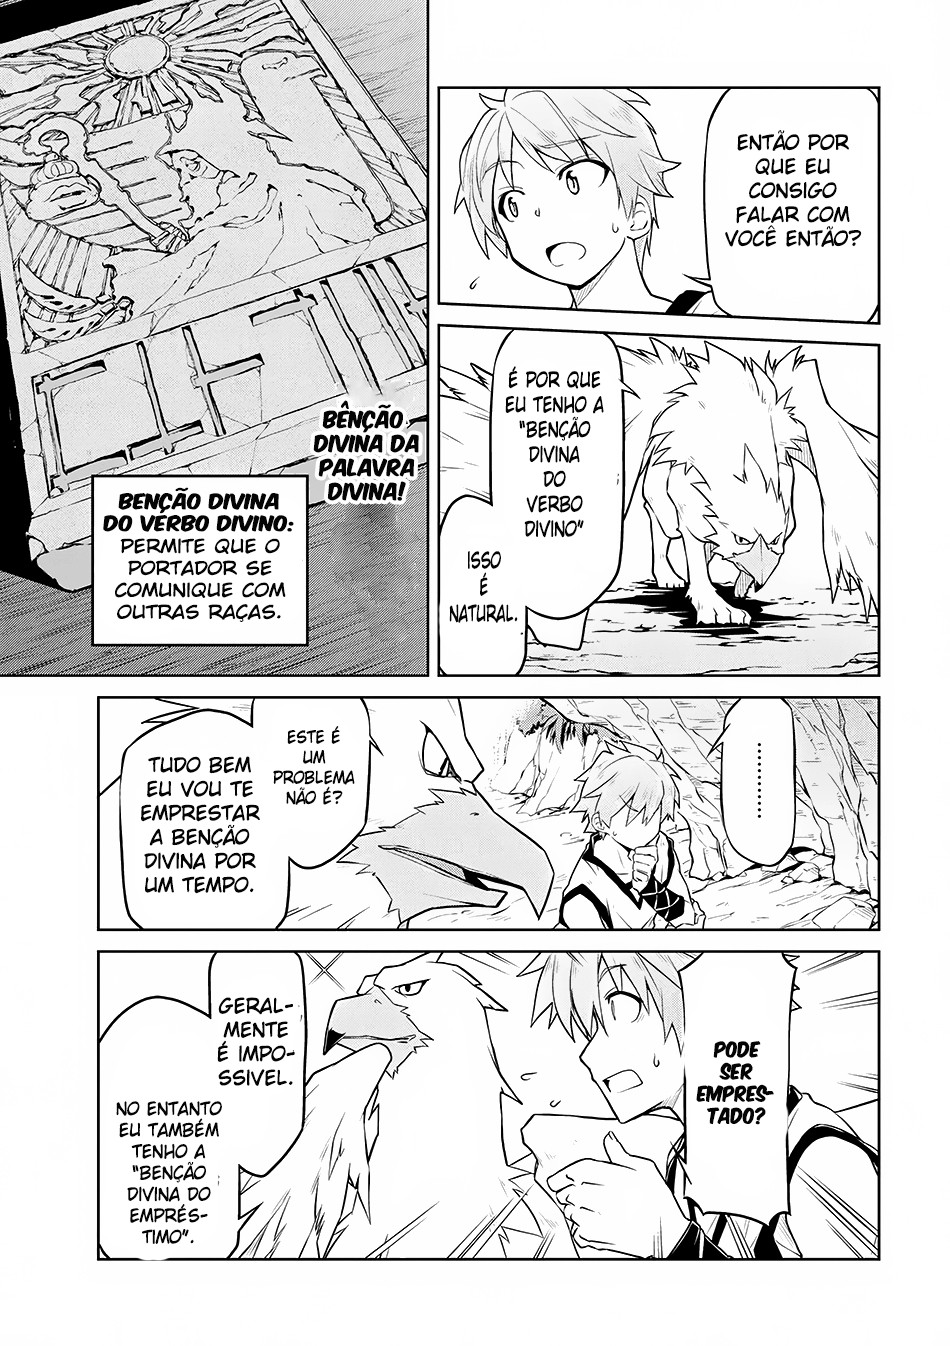 ENTÃO POR
QUE EU
CONSIGO
FALAR COM
VOCÊ ENTÃO?
É POR QUE
EU TENHO A
"BENÇÃO
DIVINA
DO
VERBO
DIVINO"
ISSO
É
NATURAL.
BÊNÇÃO
DIVINA DA
PALAVRA
DIVINA!
BENÇÃO DIVINA
DO VERBO DIVINO:
PERMITE QUE O
PORTADOR SE
COMUNIQUE COM
OUTRAS RAÇAS.
..........
ESTE É
UM
PROBLEMA
NÃO É?
TUDO BEM
EU VOU TE
EMPRESTAR
A BENÇÃO
DIVINA POR
UM TEMPO.
PODE
SER
EMPRES-
TADO?
GERAL-
MENTE
É IMPO-
SSIVEL.
NO ENTANTO
EU TAMBÉM
TENHO A
"BENÇÃO
DIVINA DO
EMPRÉS-
TIMO".